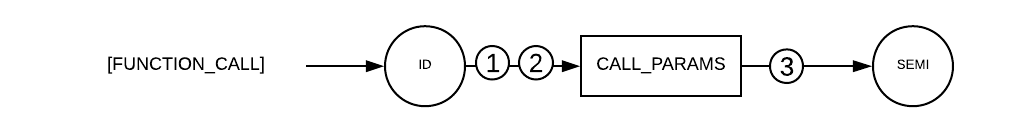 [FUNCTION_CALL] ID 1 2 CALL_PARAMS 3 SEMI